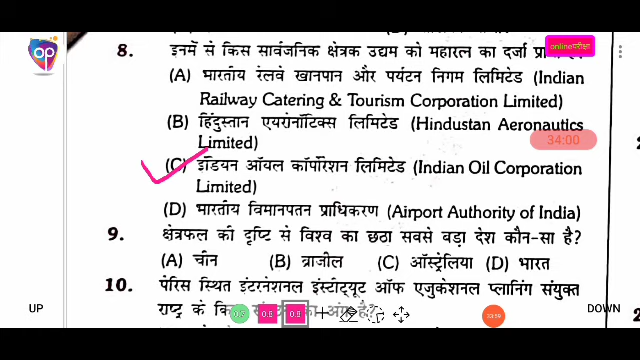 8. इनमें से किस सार्वजनिक क्षेत्रक उद्यम को महारत्न का दर्जा
onlineपरीक्षा
(A) भारतीय रेलवे खानपान और पर्यटन निगम लिमिटेड (Indian
Railway Catering & Tourism Corporation Limited)
(B) हिंदुस्तान एयरोनॉटिक्स लिमिटेड (Hindustan Aeronautics
Limited)
34:00
(C) इंडियन ऑयल कॉर्पोरेशन लिमिटेड (Indian Oil Corporation
Limited)
(D) भारतीय विमानपतन प्राधिकरण (Airport Authority of India)
9. क्षेत्रफल की दृष्टि से विश्व का छठा सबसे बड़ा देश कौन-सा है?
(A) चीन (B) ब्राजील (C) ऑस्ट्रेलिया (D) भारत
10. पेरिस स्थित इंटरनेशनल इंस्टीट्यूट ऑफ एजुकेशनल प्लानिंग संयुक्त
UP
राष्ट्र के का अंग है?
DOWN